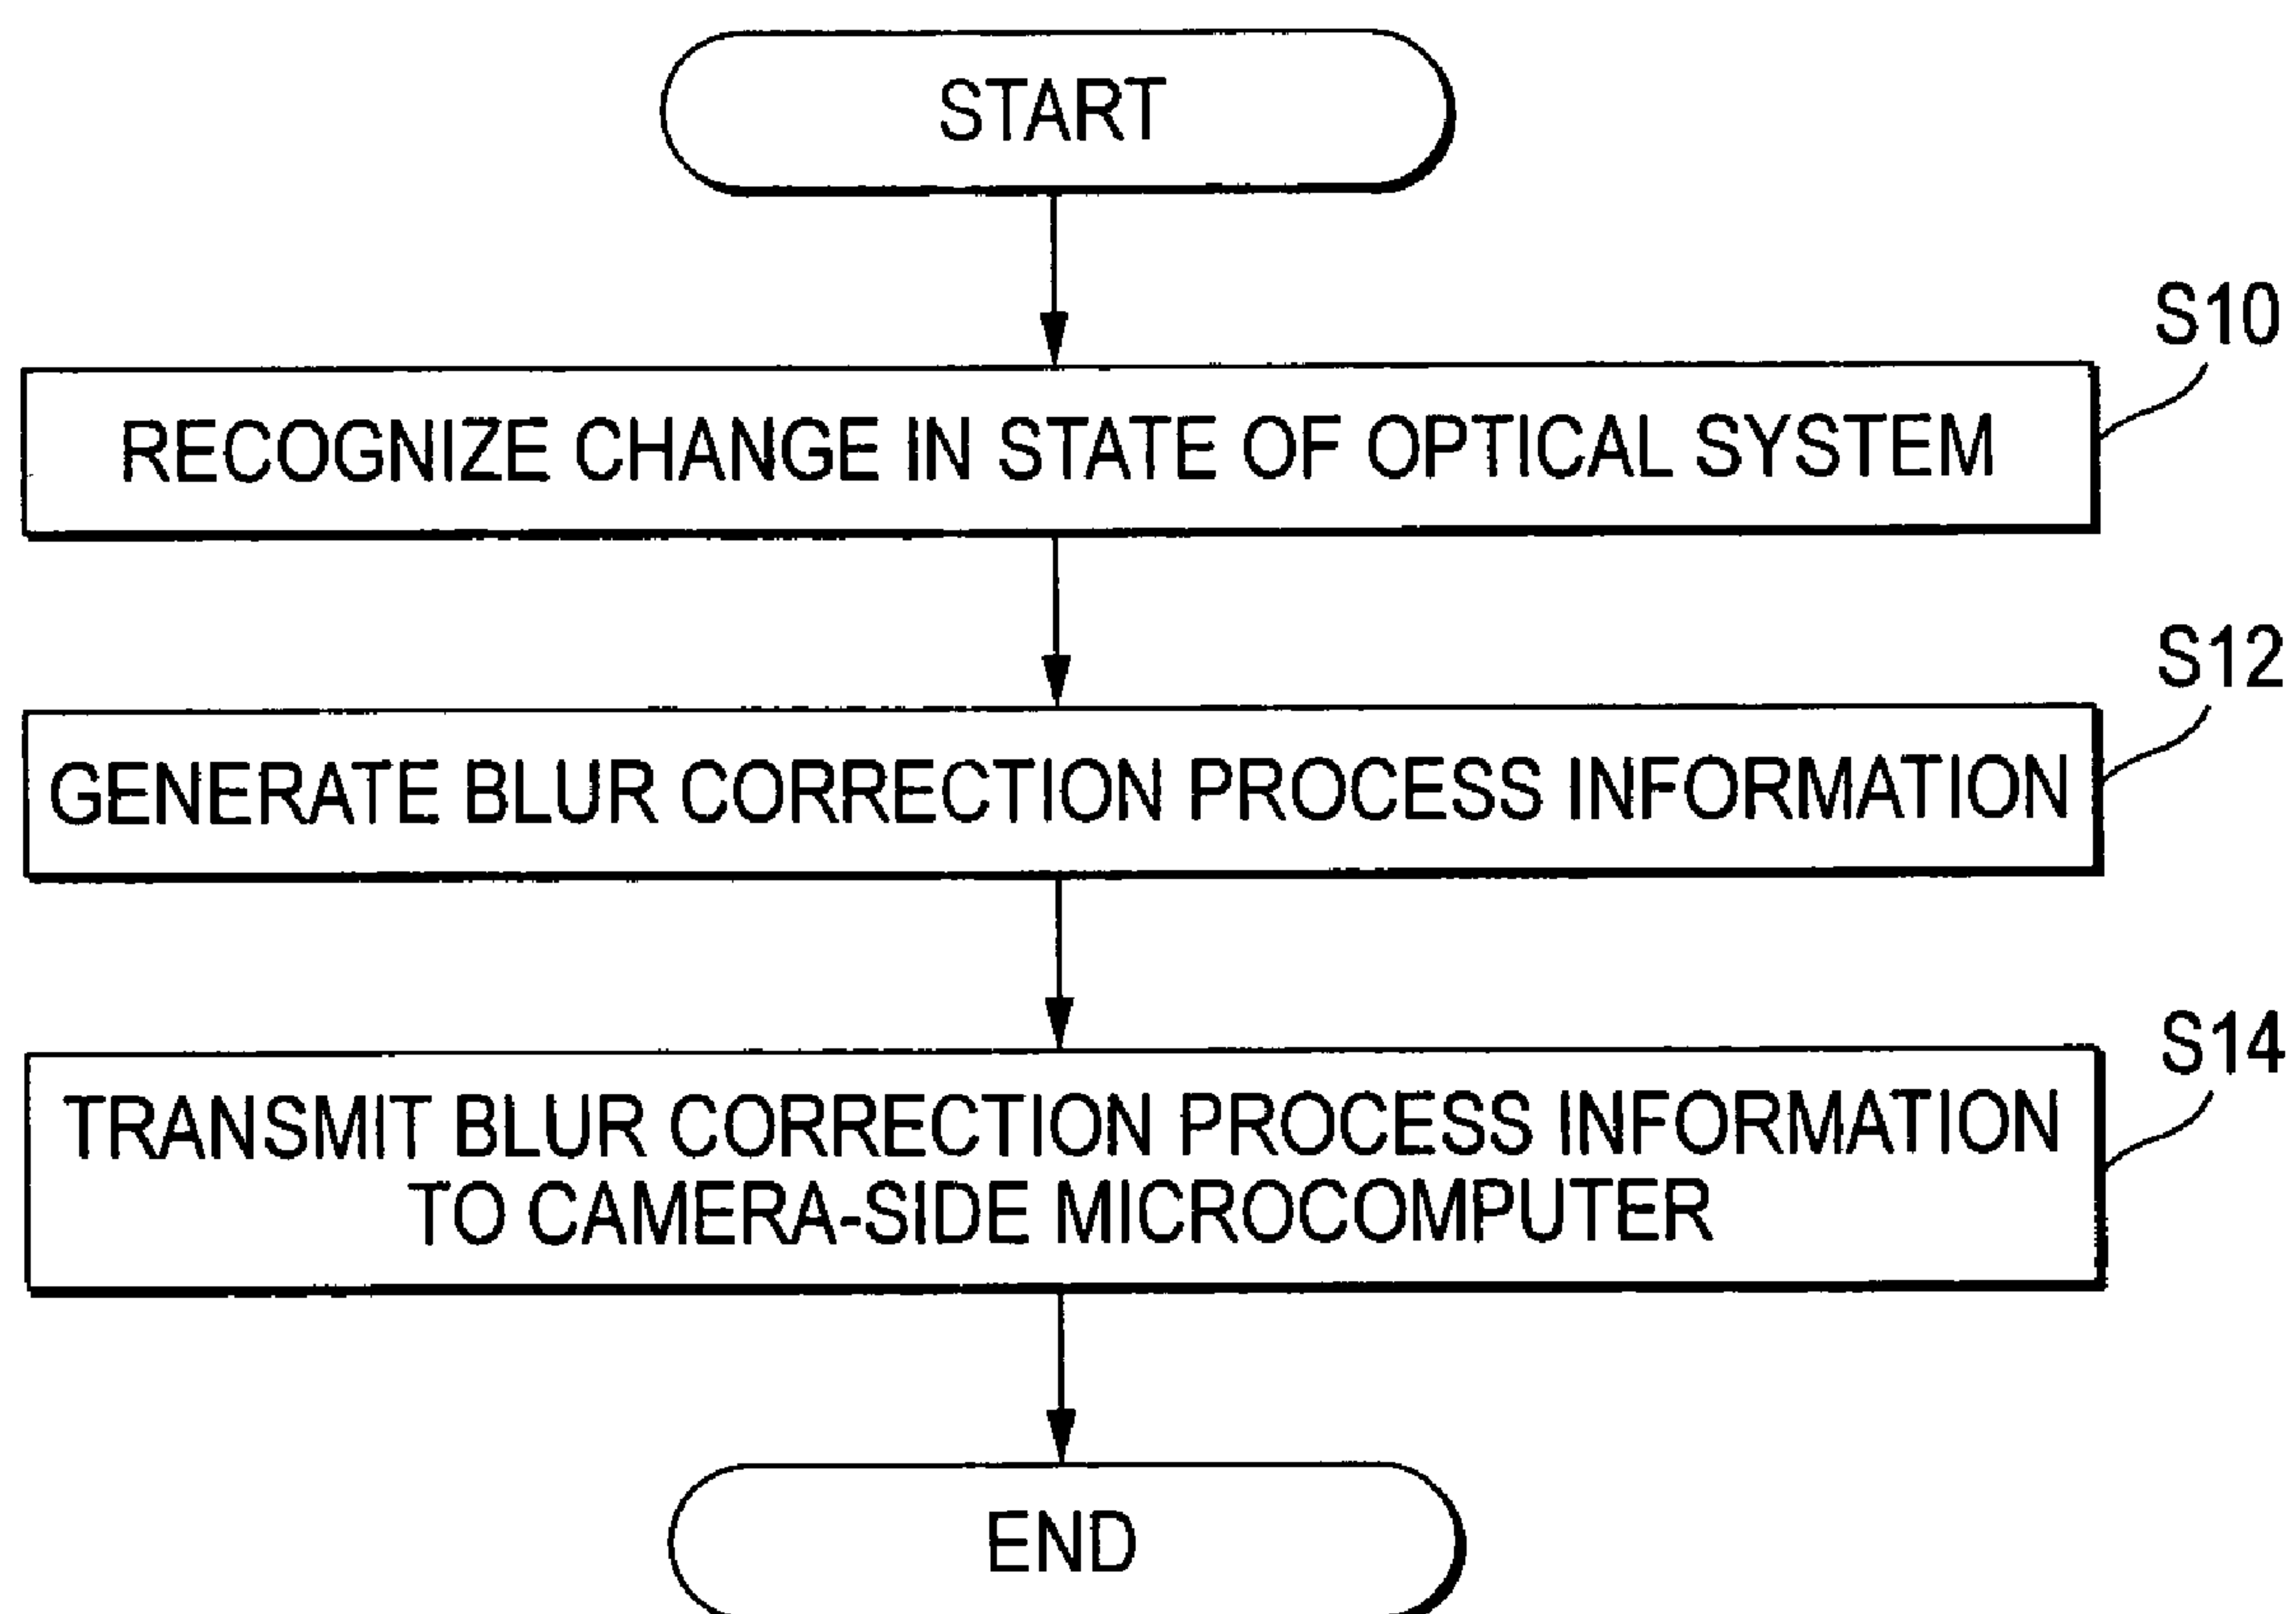 START
S10
RECOGNIZE CHANGE IN STATE OF OPTICAL SYSTEM
S12
GENERATE BLUR CORRECTION PROCESS INFORMATION
S14
TRANSMIT BLUR CORRECTION PROCESS INFORMATION
TO CAMERA-SIDE MICROCOMPUTER
END